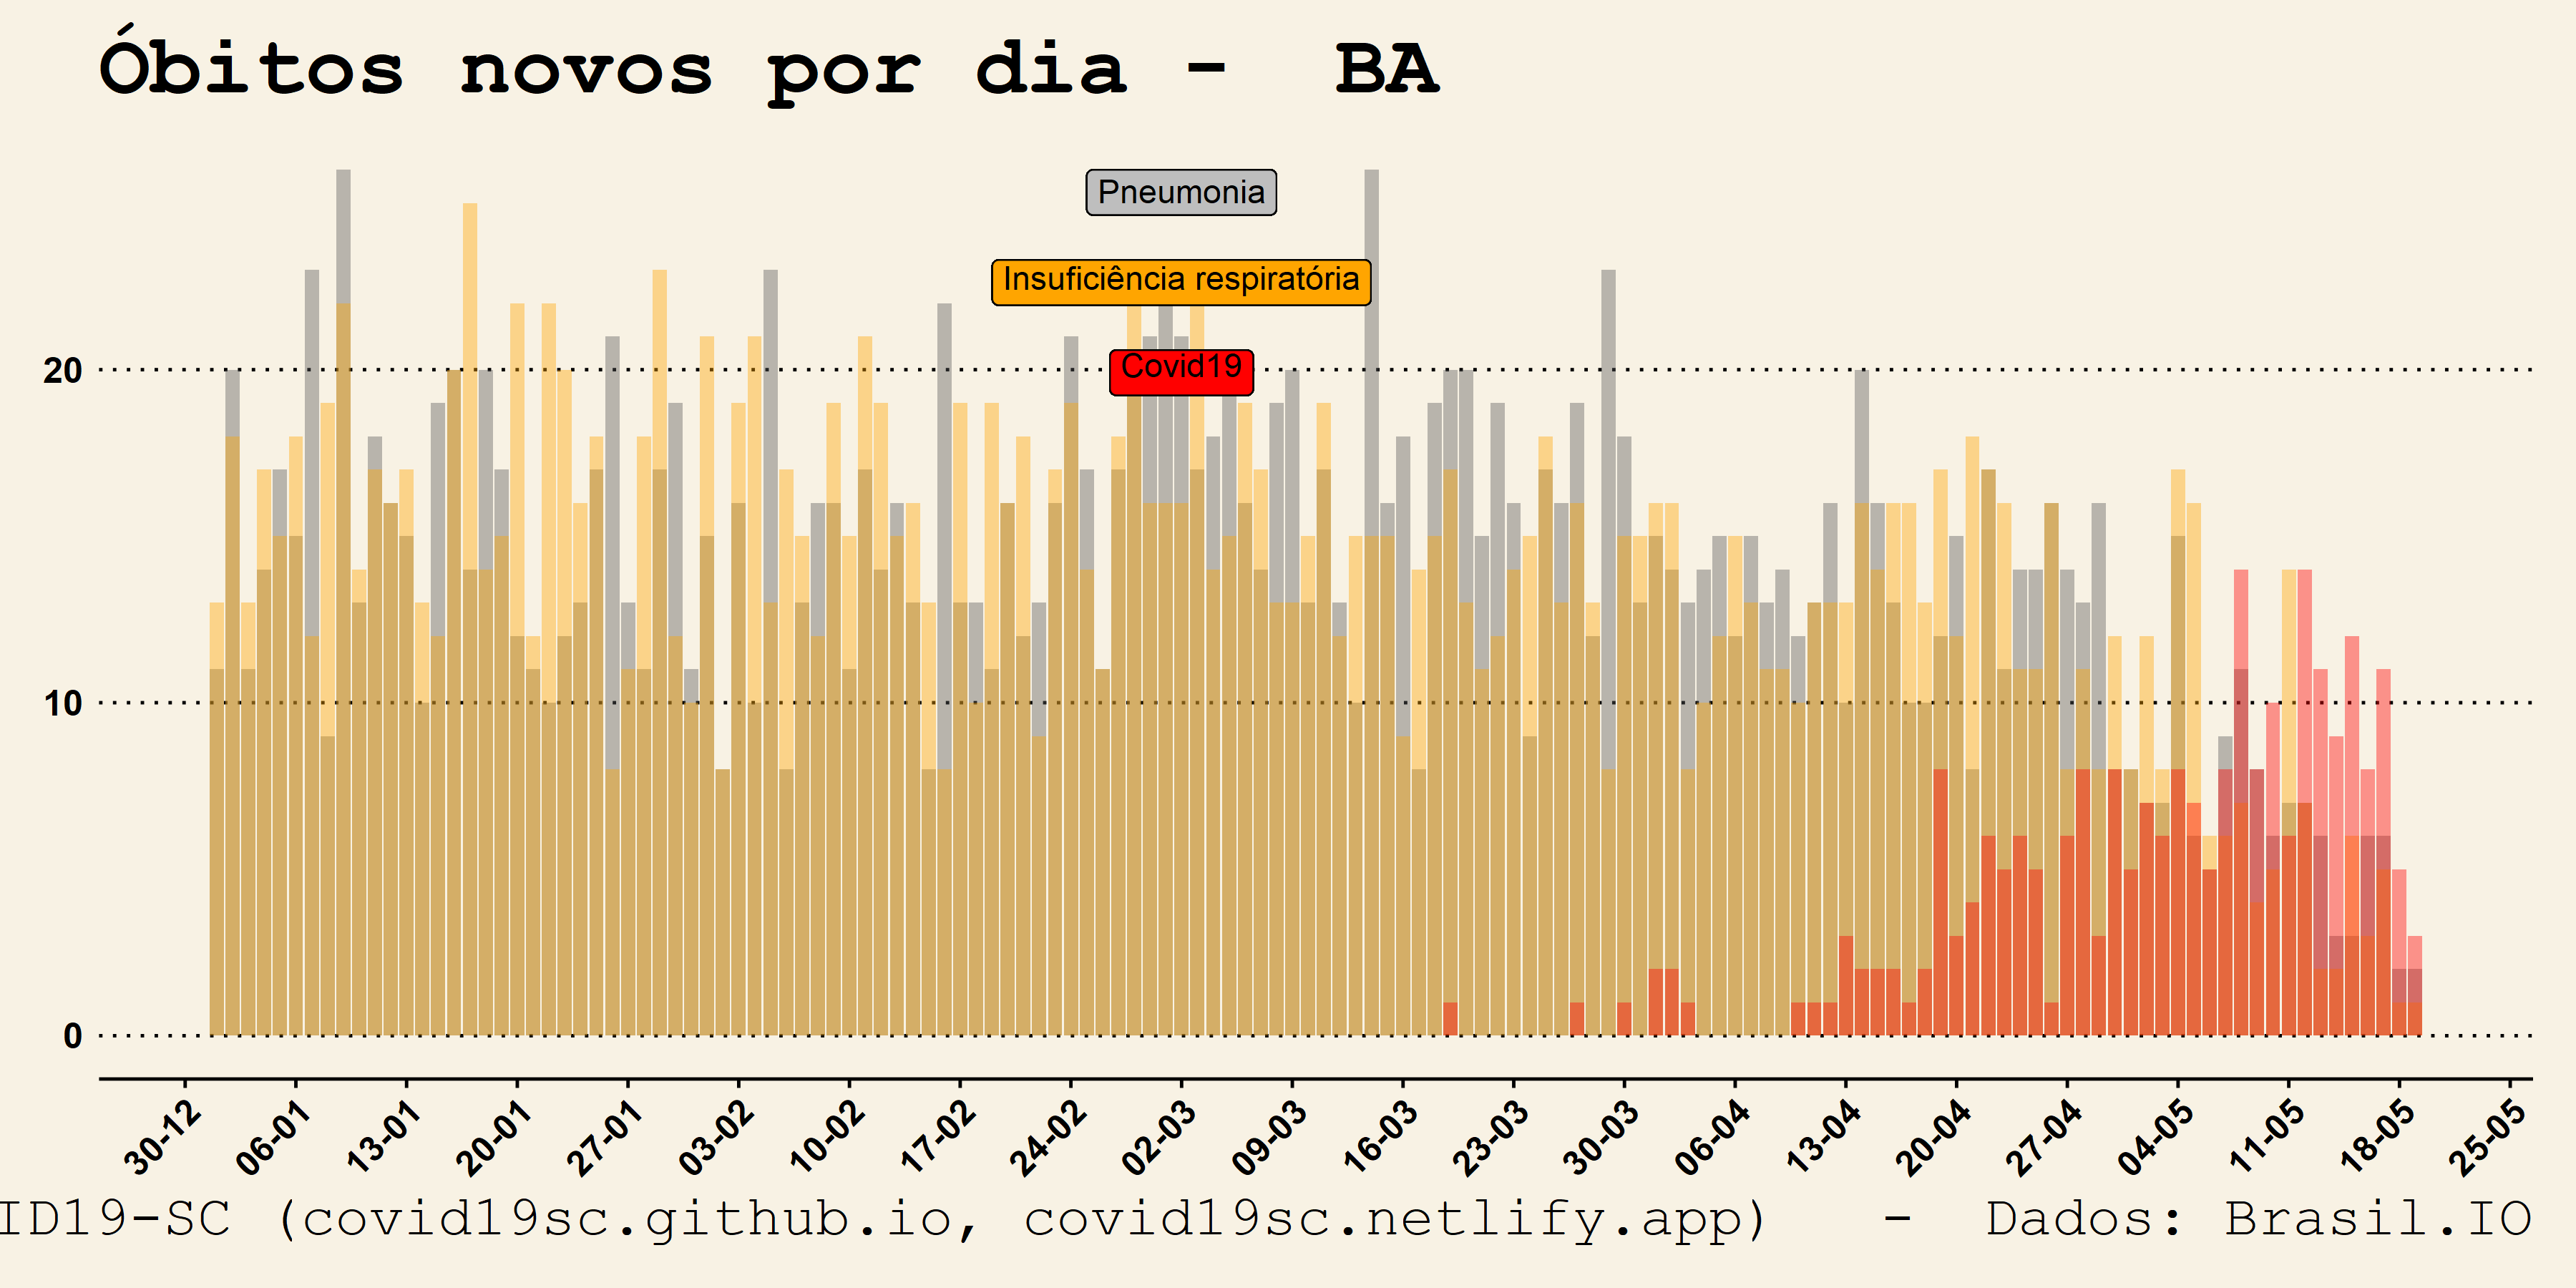 Óbitos novos por dia -  BA
Pneumonia
Insuficiência respiratória
Covid19
20
10
0
30-12 06-01 13-01 20-01 27-01 03-02 10-02 17-02 24-02 02-03 09-03 16-03 23-03 30-03 06-04 13-04 20-04 27-04 04-05 11-05 18-05 25-05
ID19-SC (covid19sc.github.io, covid19sc.netlify.app)   -  Dados: Brasil.IO